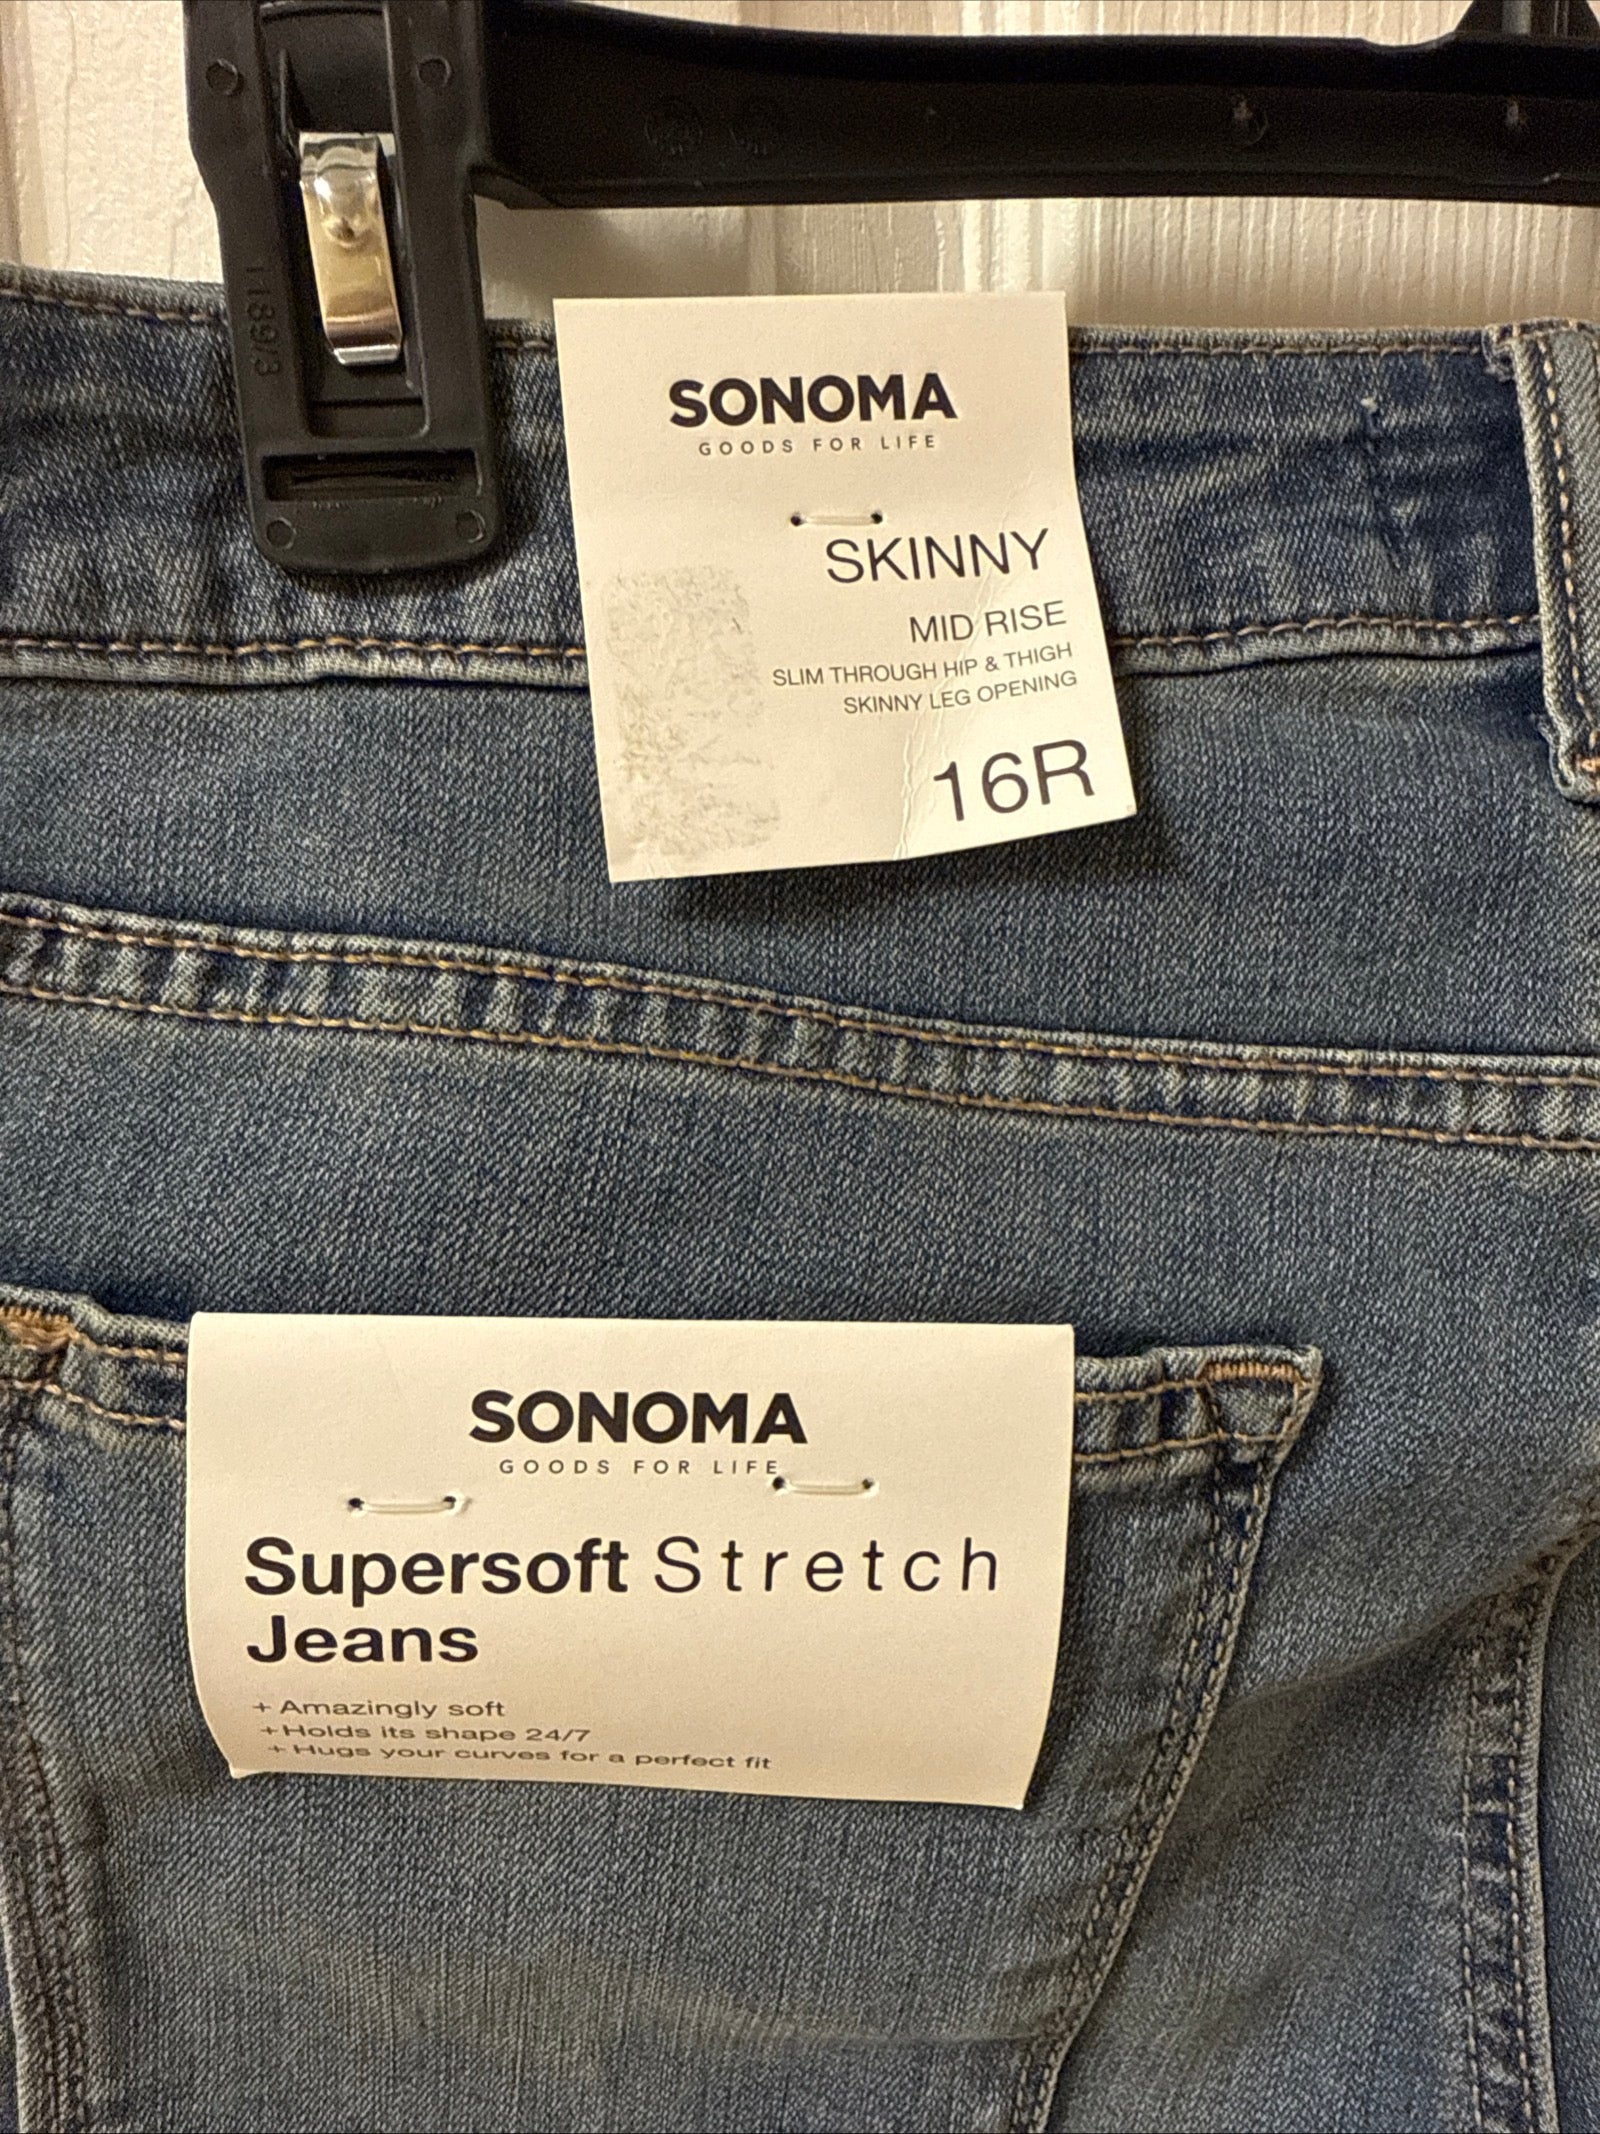 SONOMA
GOODS FOR LIFE
SKINNY
MID RISE
SLIM THROUGH HIP & THIGH
SKINNY LEG OPENING
16R
SONOMA
GOODS FOR LIFE
Supersoft Stretch
Jeans
+ Amazingly soft
+ Holds its shape 24/7
+ Hugs your curves for a perfect fit